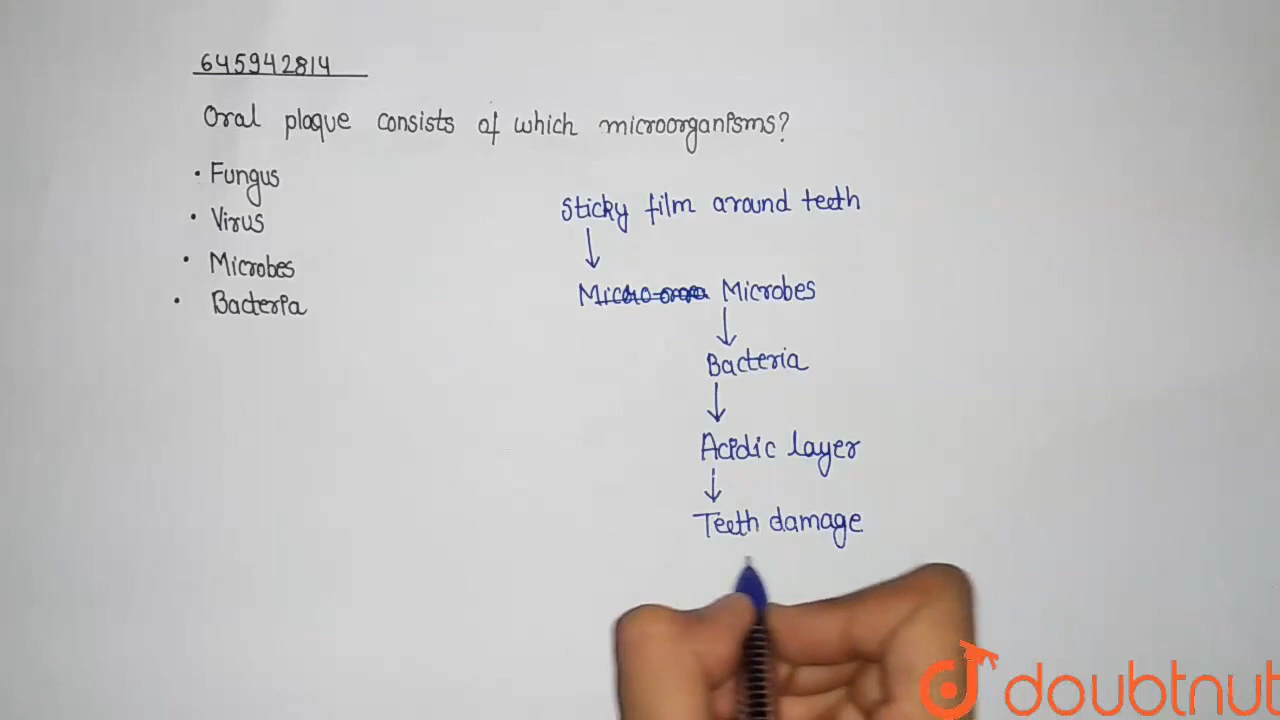 645942814
Oral plaque consists of which microorganisms?
• Fungus
• Virus
• Microbes
• Bacteria
Sticky film around teeth
Microbes
Bacteria
Acidic layer
Teeth damage
doubtnut